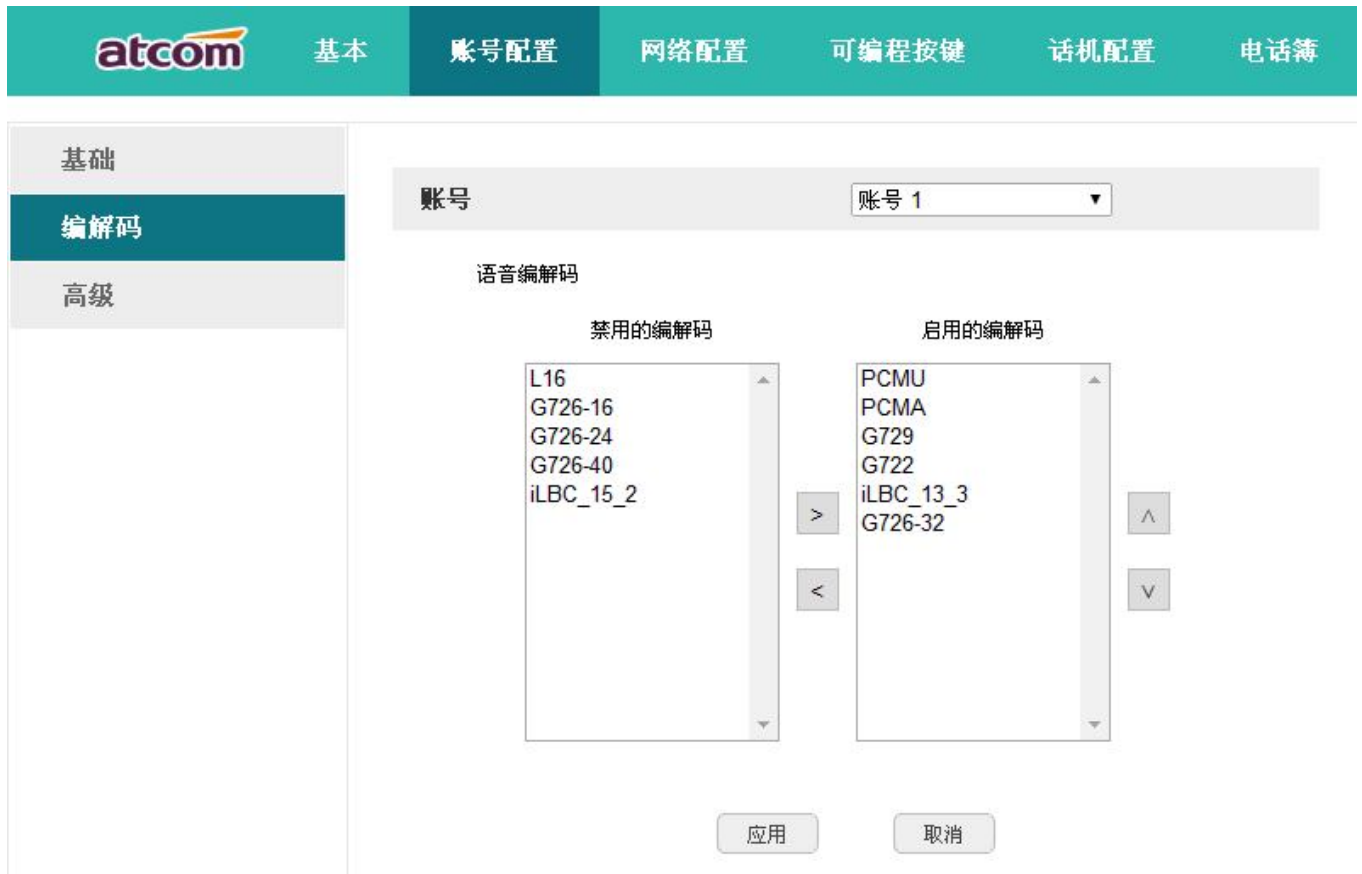 atcom 基本 账号配置 网络配置 可编程按键 话机配置 电话簿
基础
编解码
高级
账号 账号 1
语音编解码
禁用的编解码 启用的编解码
L16
G726-16
G726-24
G726-40
iLBC_15_2
PCMU
PCMA
G729
G722
iLBC_13_3
G726-32
>
<
∧
∨
应用 取消